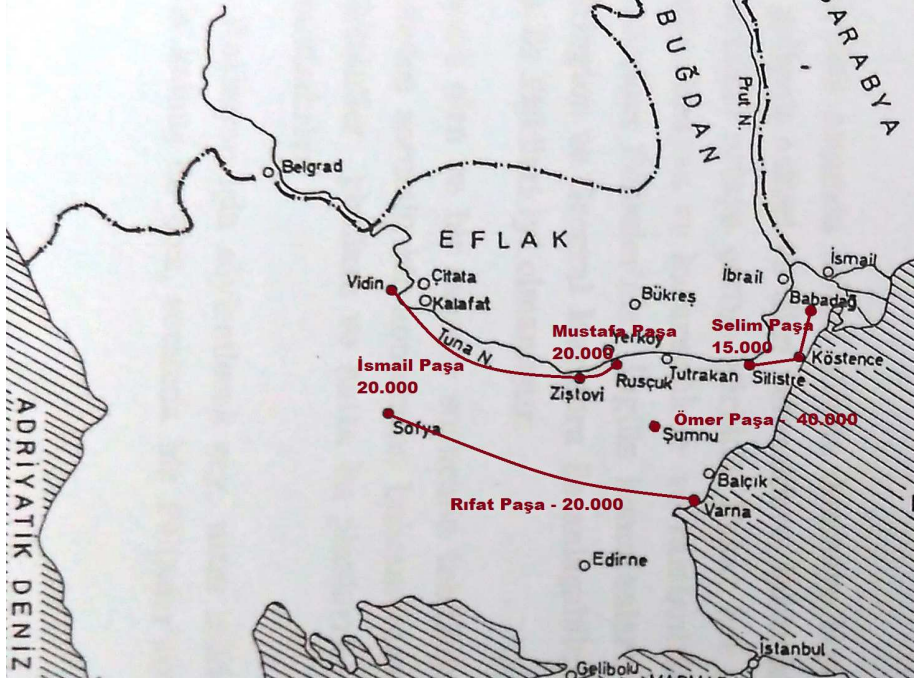 BUĞDAN
SARABYA
Prut N.
Belgrad
EFLAK
İsmail
İbrail
Çıtata
Vidin
Kalafat
Bükreş
Babadağ
Selim Paşa
15.000
Mustafa Paşa
20.000
Yerköy
Tuna N.
Köstence
İsmail Paşa
20.000
Rusçuk
Tutrakan
Silistre
Ziştovi
Ömer Paşa - 40.000
Sofya
Şumnu
Balçık
Rıfat Paşa - 20.000
Varna
ADRİYATİK DENİZ
Edirne
İstanbul
Gelibolu